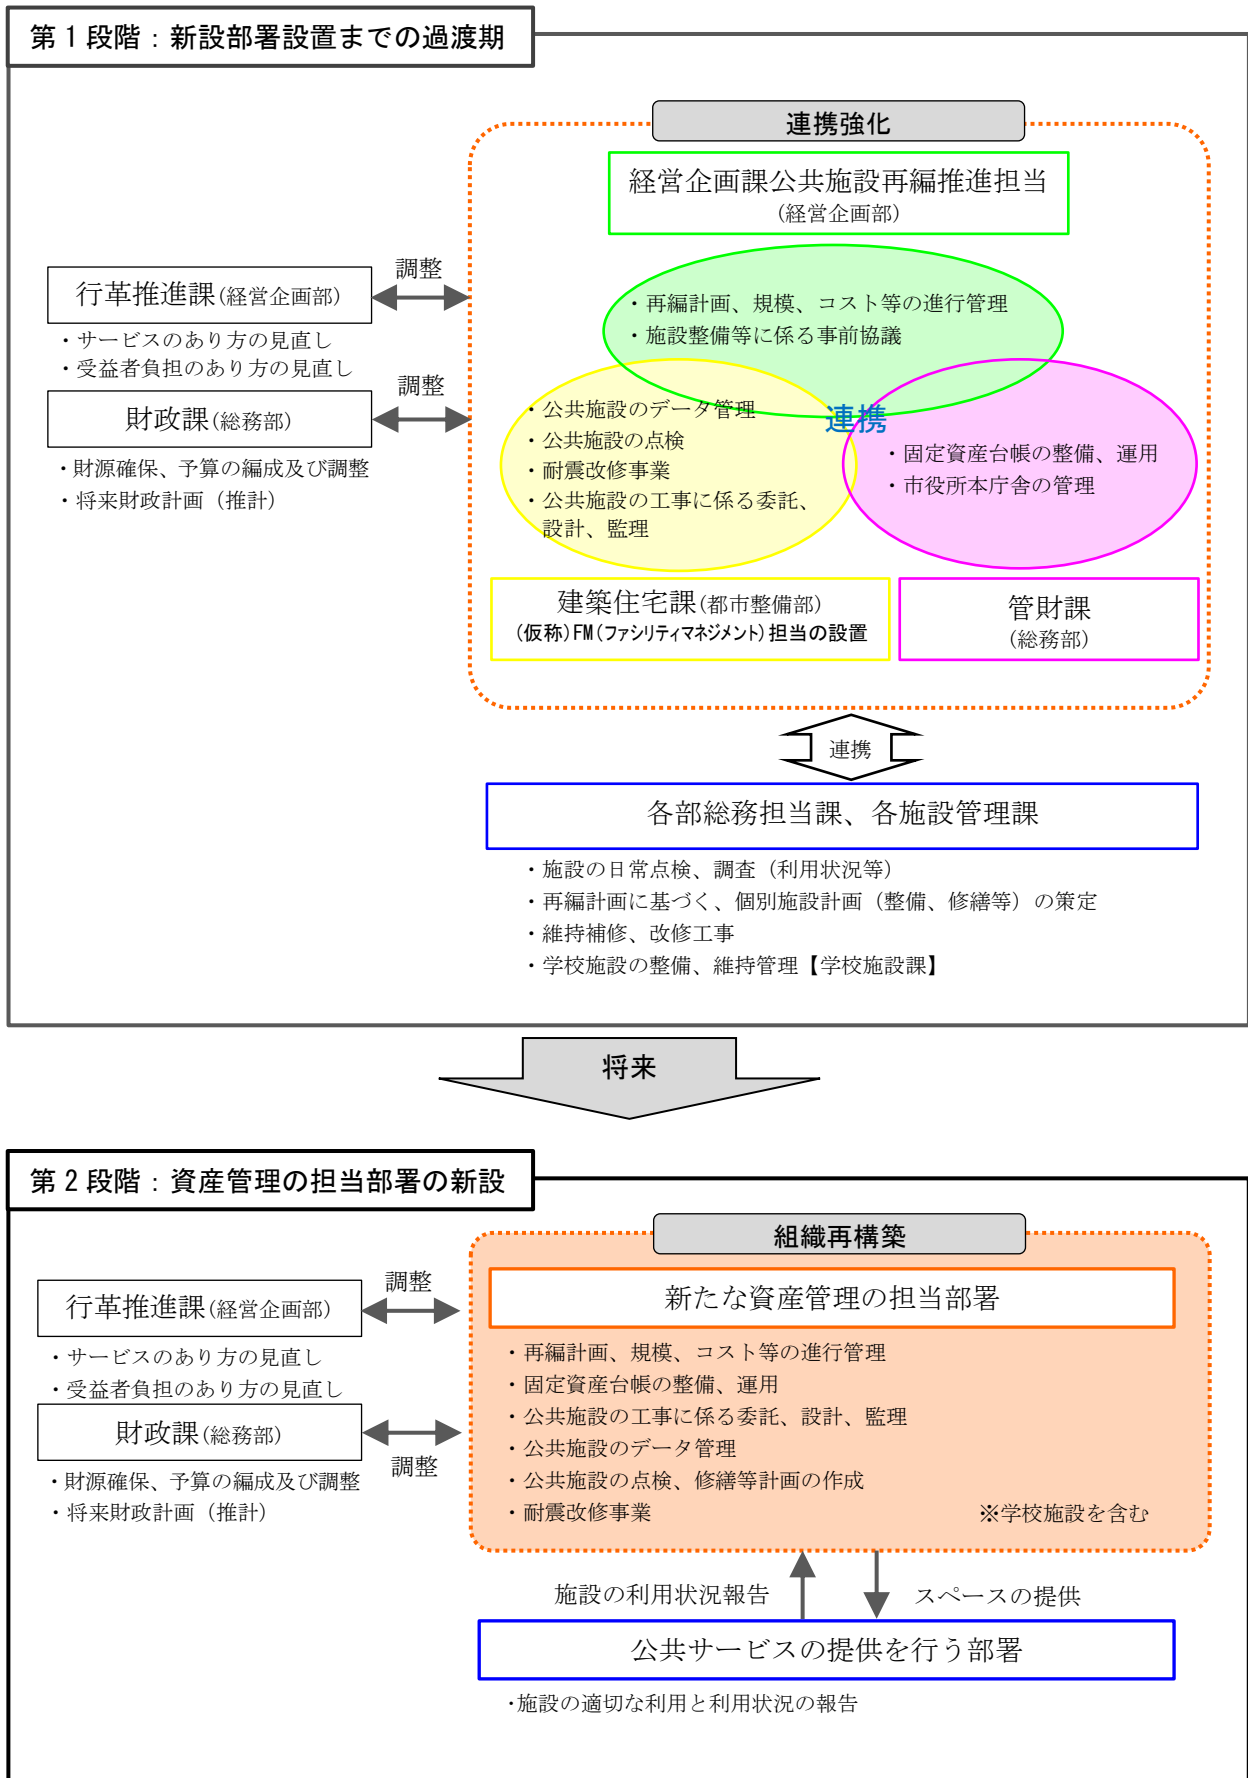 第1段階：新設部署設置までの過渡期
連携強化
経営企画課公共施設再編推進担当
(経営企画部)
調整
行革推進課(経営企画部)
・サービスのあり方の見直し
・受益者負担のあり方の見直し
調整
財政課(総務部)
・財源確保、予算の編成及び調整
・将来財政計画（推計）
・再編計画、規模、コスト等の進行管理
・施設整備等に係る事前協議
連携
・公共施設のデータ管理
・公共施設の点検
・耐震改修事業
・公共施設の工事に係る委託、
設計、監理
・固定資産台帳の整備、運用
・市役所本庁舎の管理
建築住宅課(都市整備部)
(仮称)FM(ファシリティマネジメント)担当の設置
管財課
(総務部)
連携
各部総務担当課、各施設管理課
・施設の日常点検、調査（利用状況等）
・再編計画に基づく、個別施設計画（整備、修繕等）の策定
・維持補修、改修工事
・学校施設の整備、維持管理【学校施設課】
将来
第2段階：資産管理の担当部署の新設
組織再構築
新たな資産管理の担当部署
調整
行革推進課(経営企画部)
・サービスのあり方の見直し
・受益者負担のあり方の見直し
財政課(総務部)
調整
・財源確保、予算の編成及び調整
・将来財政計画（推計）
・再編計画、規模、コスト等の進行管理
・固定資産台帳の整備、運用
・公共施設の工事に係る委託、設計、監理
・公共施設のデータ管理
・公共施設の点検、修繕等計画の作成
・耐震改修事業
※学校施設を含む
施設の利用状況報告
スペースの提供
公共サービスの提供を行う部署
・施設の適切な利用と利用状況の報告